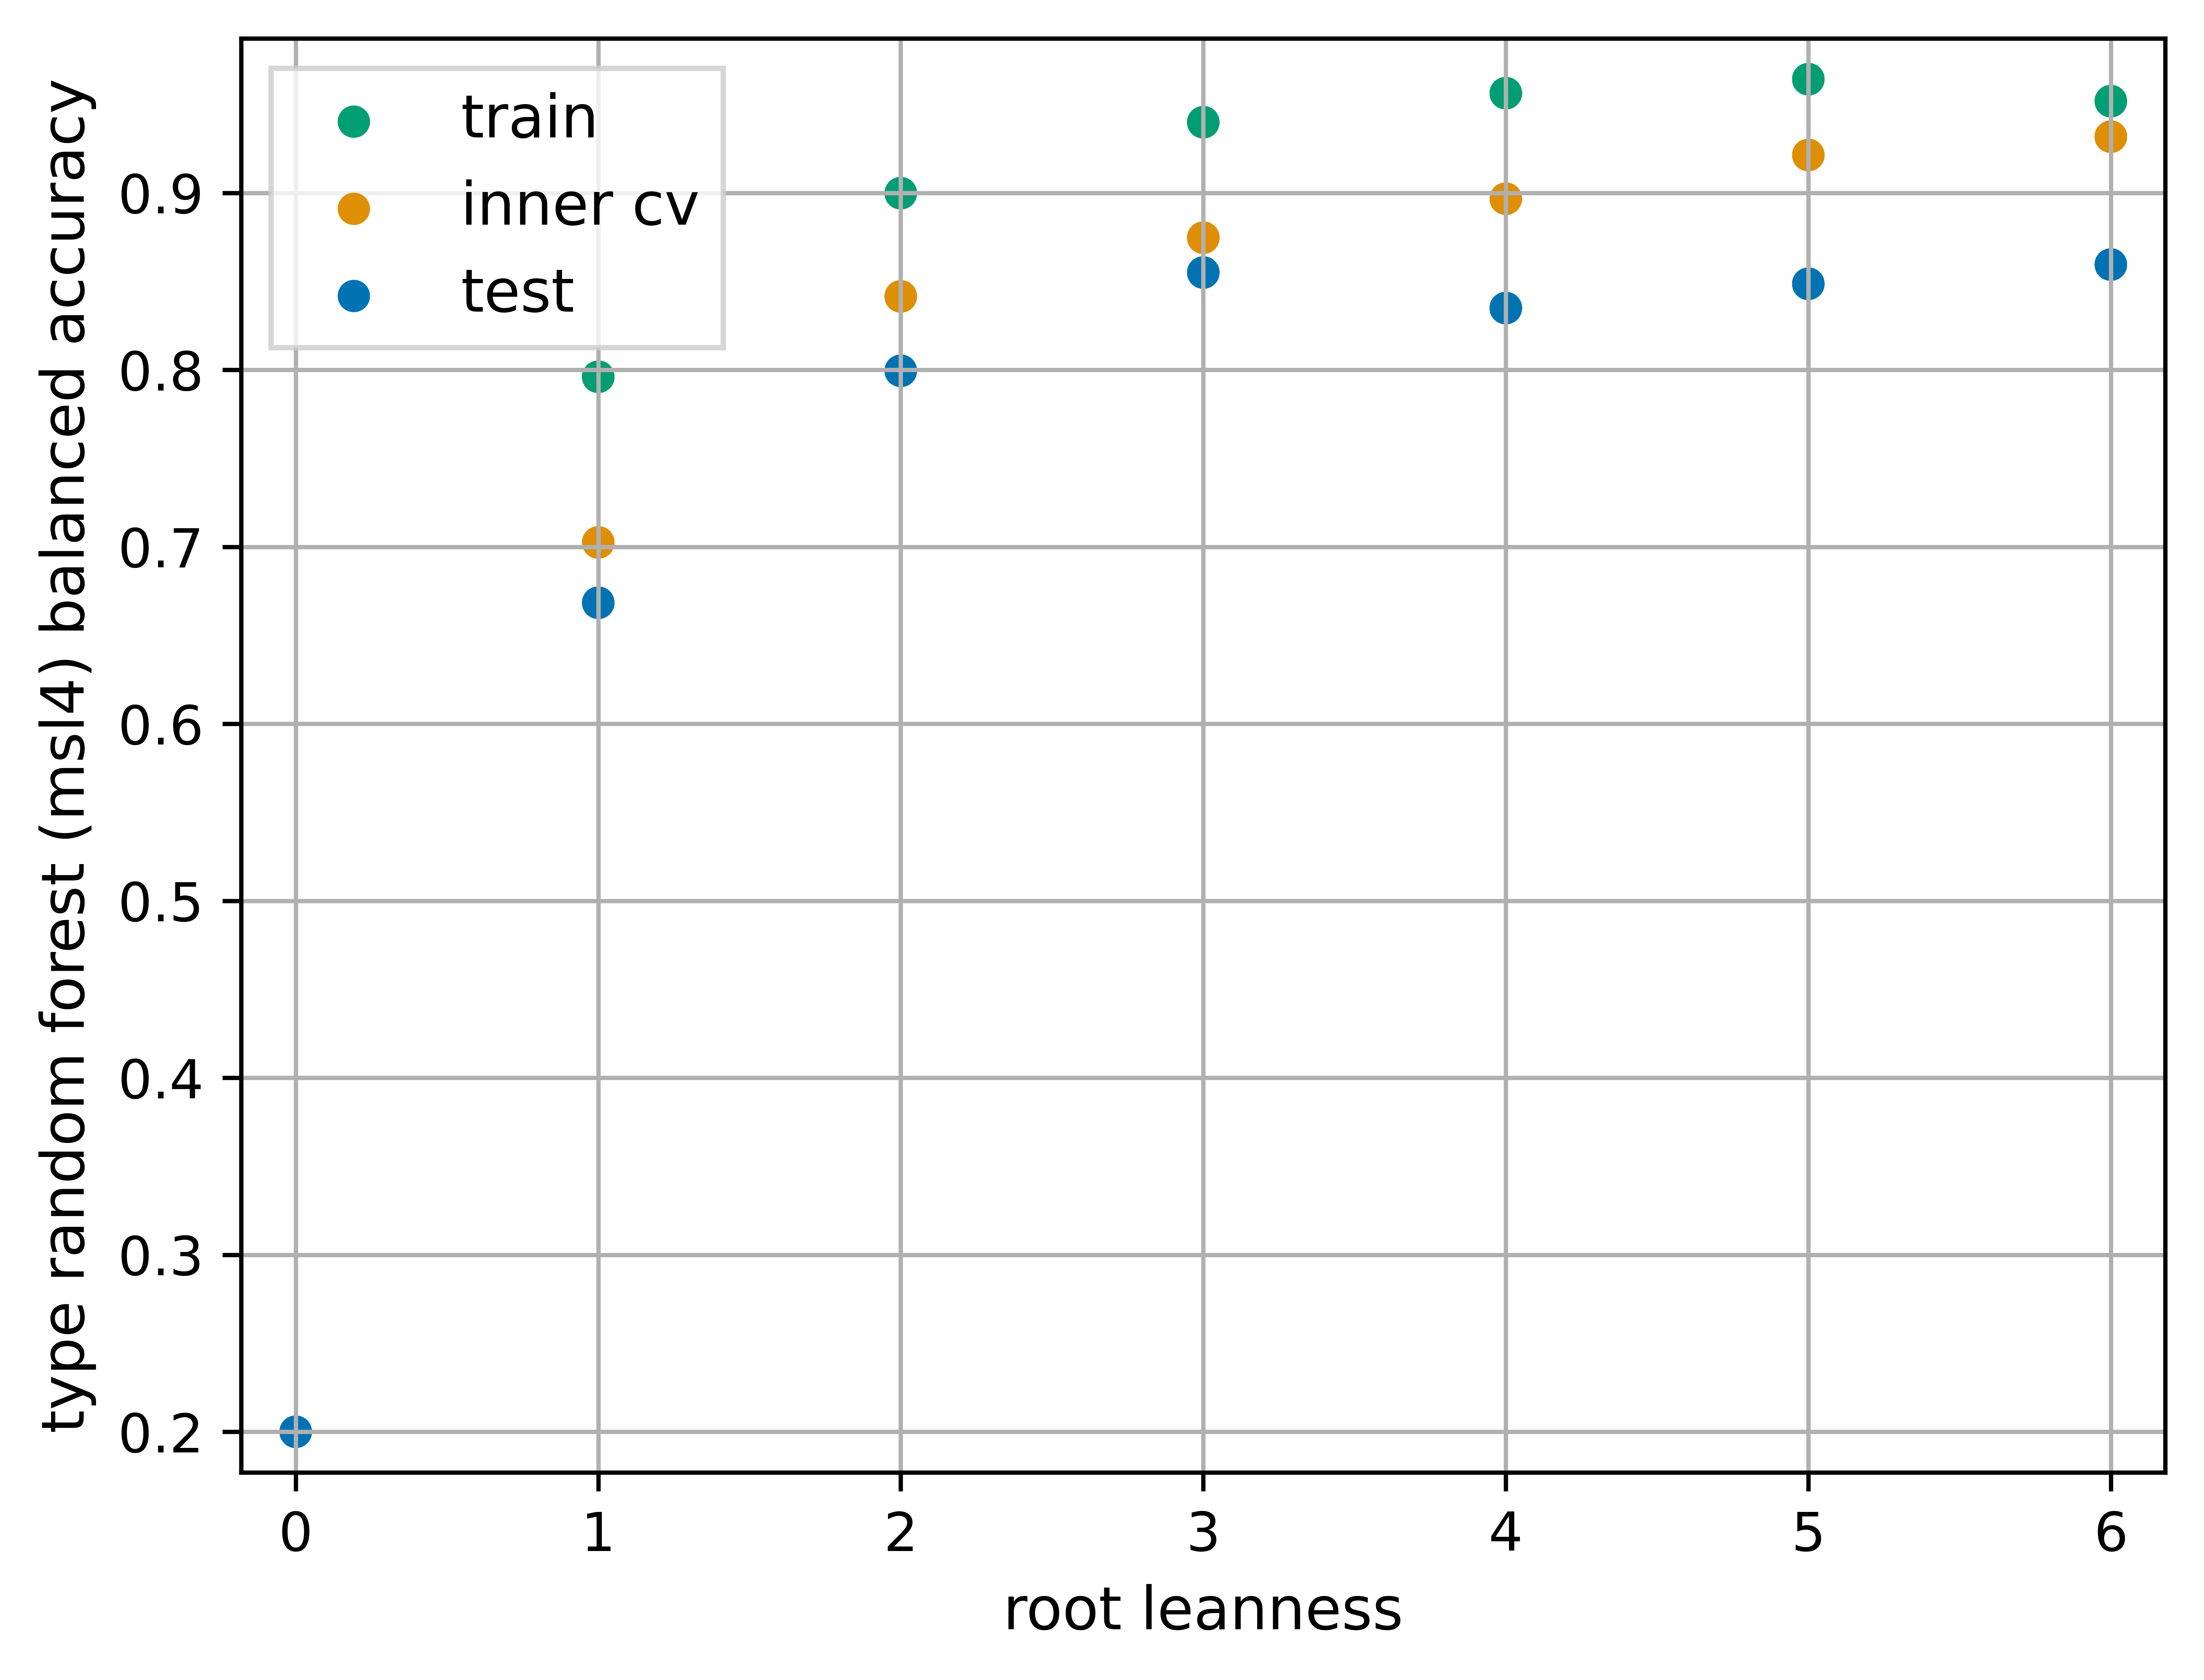 train
inner cv
test
type random forest (msl4) balanced accuracy
0.9
0.8
0.7
0.6
0.5
0.4
0.3
0.2
0 1 2 3 4 5 6
root leanness